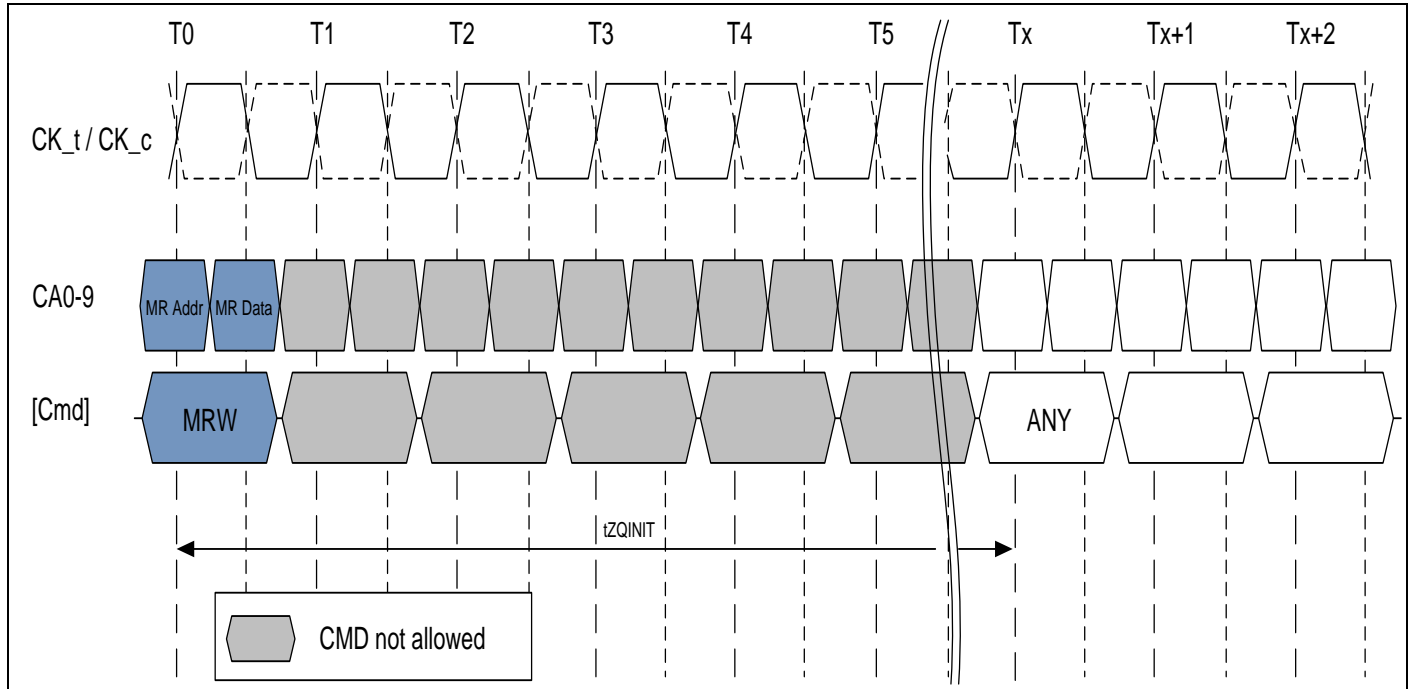 T0 T1 T2 T3 T4 T5 Tx Tx+1 Tx+2
CK_t / CK_c
CA0-9 MR Addr MR Data
[Cmd] MRW ANY
tZQINIT
CMD not allowed